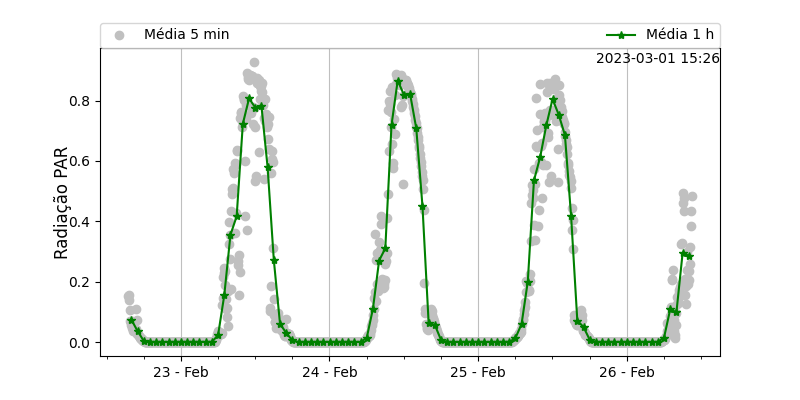 Média 5 min
Média 1 h
2023-03-01 15:26
Radiação PAR
0.8
0.6
0.4
0.2
0.0
23 - Feb
24 - Feb
25 - Feb
26 - Feb